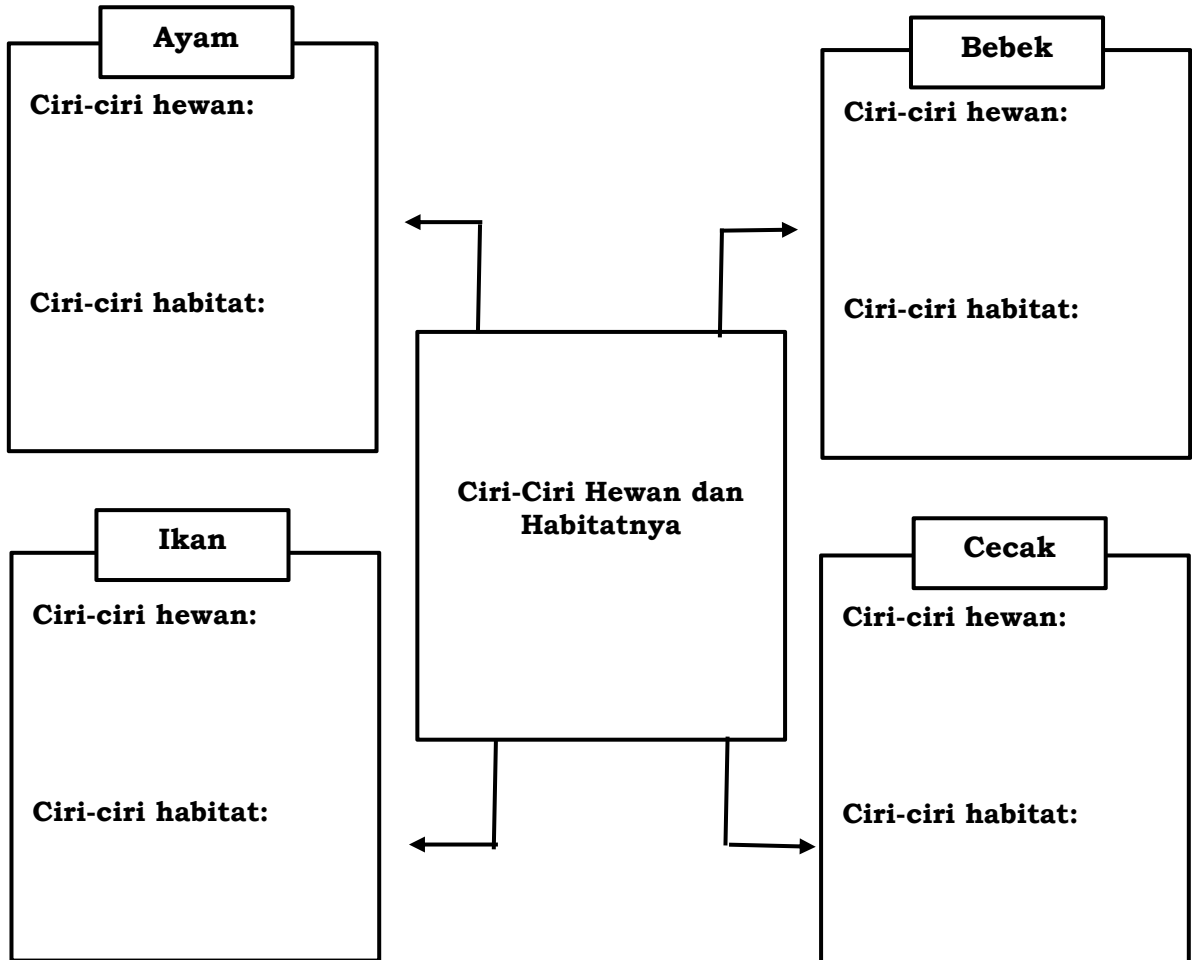 Ayam
Ciri-ciri hewan:
Ciri-ciri habitat:
Bebek
Ciri-ciri hewan:
Ciri-ciri habitat:
Ciri-Ciri Hewan dan
Habitatnya
Ikan
Ciri-ciri hewan:
Ciri-ciri habitat:
Cecak
Ciri-ciri hewan:
Ciri-ciri habitat: